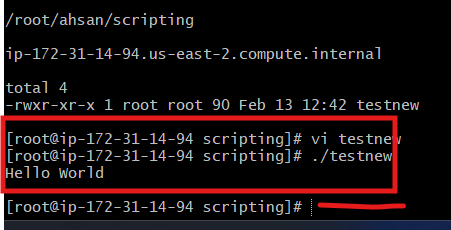 /root/ahsan/scripting
ip-172-31-14-94.us-east-2.compute.internal
total 4
-rwxr-xr-x 1 root root 90 Feb 13 12:42 testnew
[root@ip-172-31-14-94 scripting]# vi testnew
[root@ip-172-31-14-94 scripting]# ./testnew
Hello World
[root@ip-172-31-14-94 scripting]#